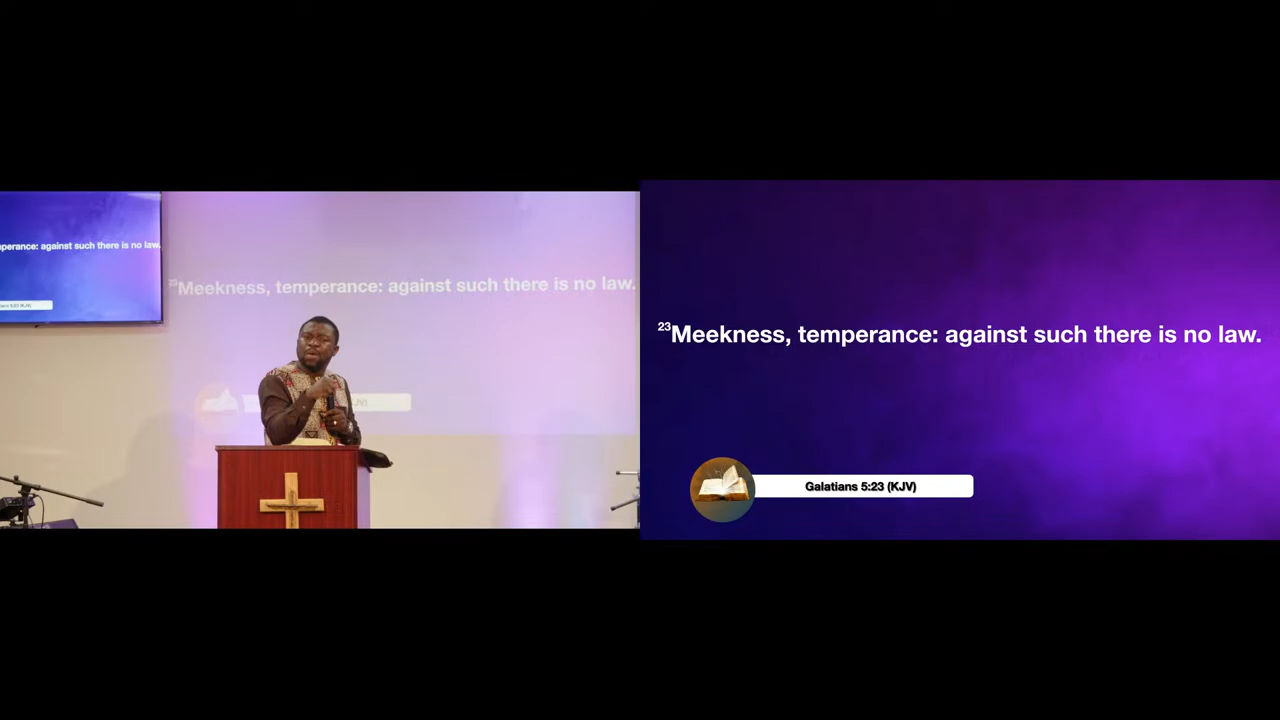 perance: against such there is no law.
23Meekness, temperance: against such there is no law.
KJV)
23Meekness, temperance: against such there is no law.
Galatians 5:23 (KJV)